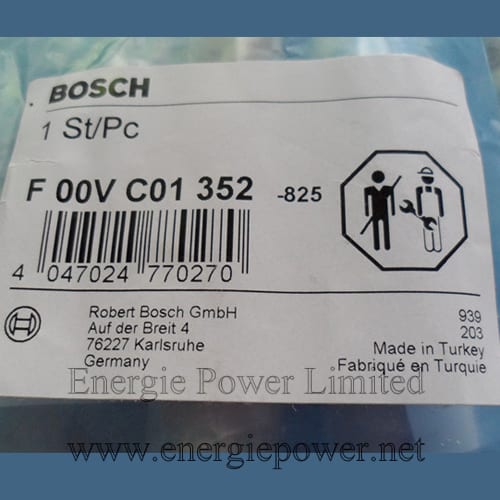 BOSCH
1 St/Pc
F 00V C01 352 -825
4 047024 770270
Robert Bosch GmbH
Auf der Breit 4
76227 Karlsruhe
Germany
939
203
Made in Turkey
Fabriqué en Turquie
Energie Power Limited
www.energiepower.net